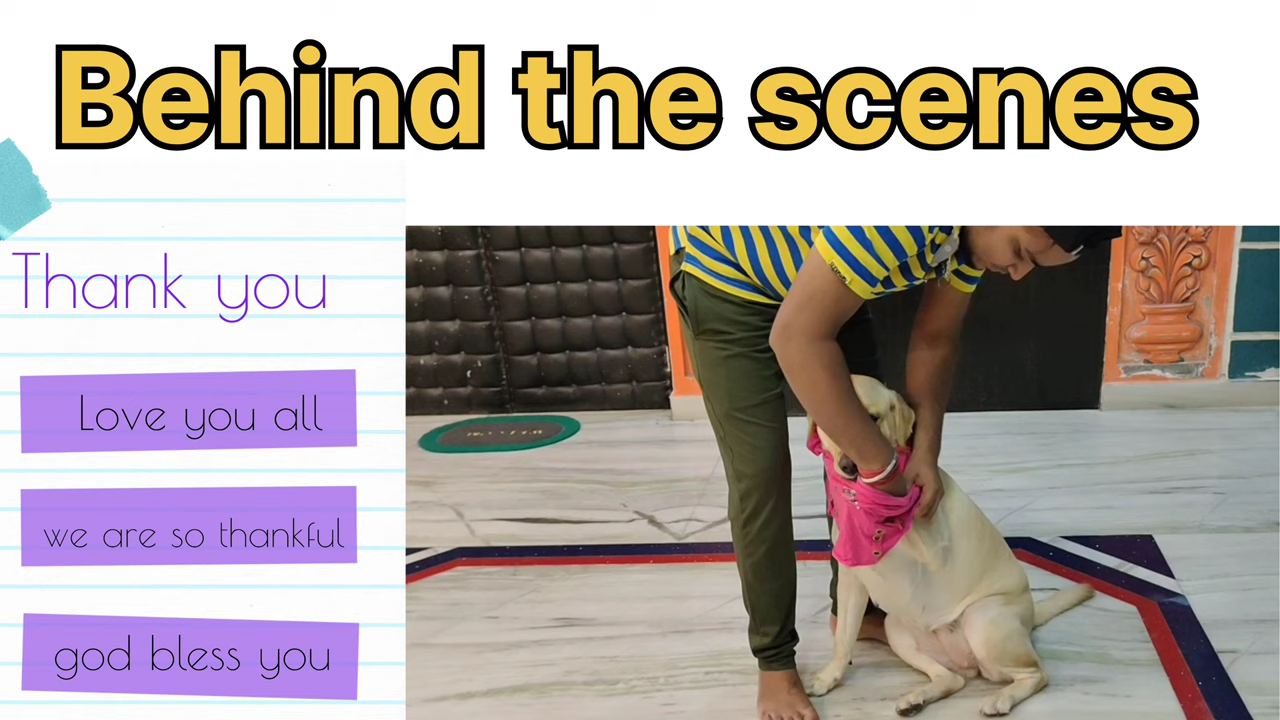 Behind the scenes
Thank you
Love you all
we are so thankful
god bless you